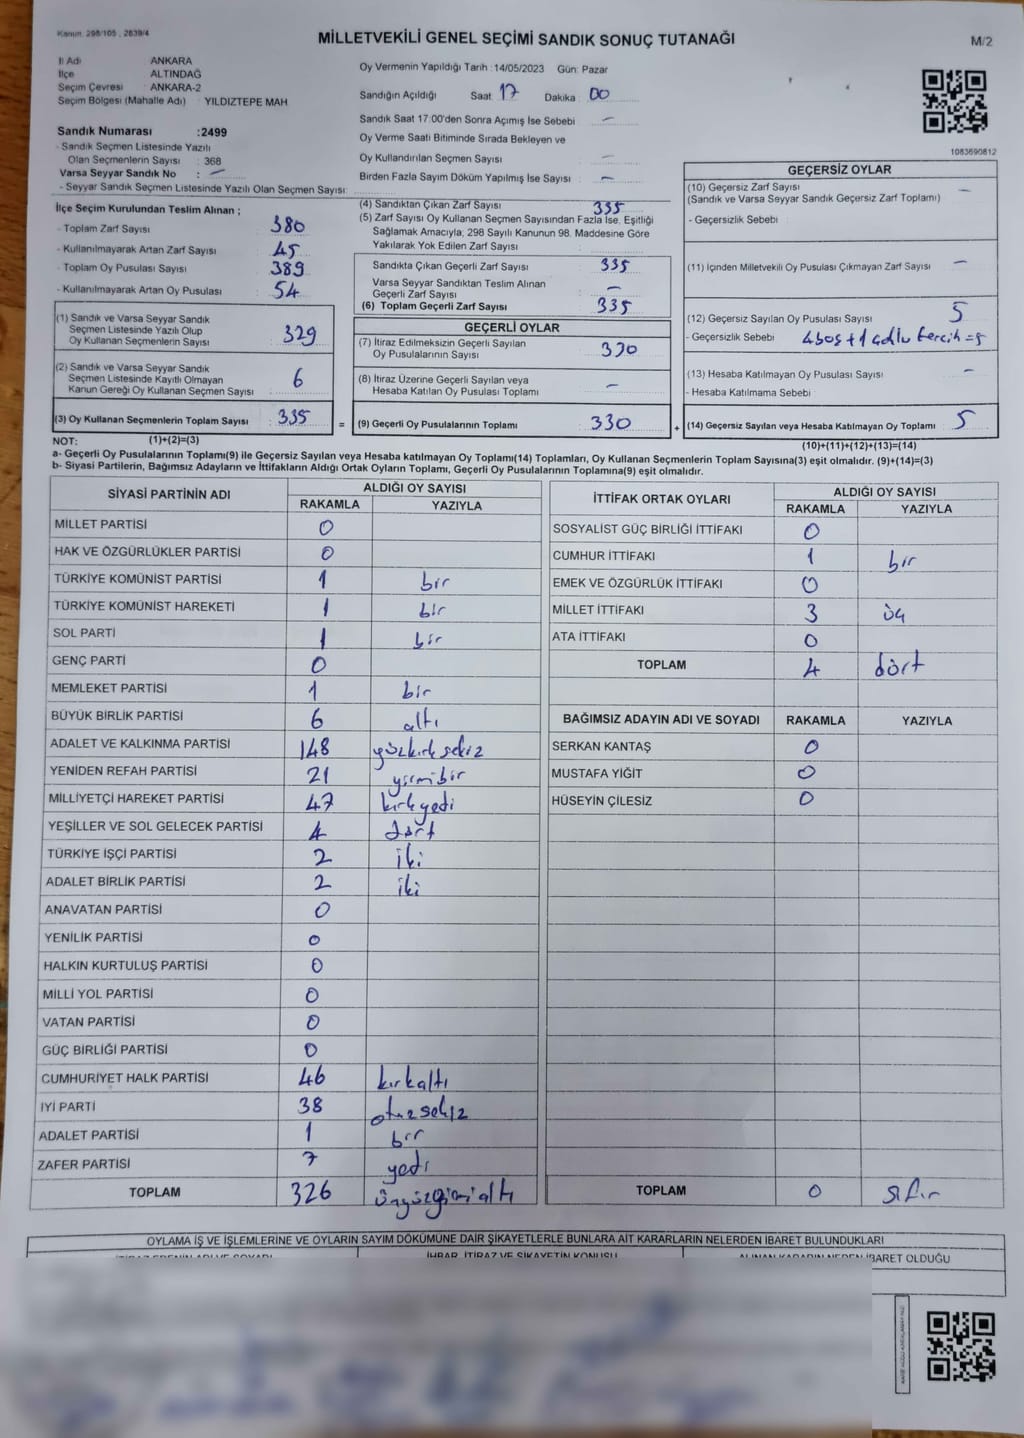 Kanun: 298/105 , 2839/4
MİLLETVEKİLİ GENEL SEÇİMİ SANDIK SONUÇ TUTANAĞI
M/2
İl Adı : ANKARA
İlçe : ALTINDAĞ
Seçim Çevresi : ANKARA-2
Seçim Bölgesi (Mahalle Adı) : YILDIZTEPE MAH
Sandık Numarası :2499
- Sandık Seçmen Listesinde Yazılı
Olan Seçmenlerin Sayısı : 368
Varsa Seyyar Sandık No : -
- Seyyar Sandık Seçmen Listesinde Yazılı Olan Seçmen Sayısı:
Oy Vermenin Yapıldığı Tarih :14/05/2023 Gün: Pazar
Sandığın Açıldığı Saat: 17 Dakika: 00
Sandık Saat 17:00'den Sonra Açımış İse Sebebi : -
Oy Verme Saati Bitiminde Sırada Bekleyen ve
Oy Kullandırılan Seçmen Sayısı : -
Birden Fazla Sayım Döküm Yapılmış İse Sayısı : -
1083690812
İlçe Seçim Kurulundan Teslim Alınan ;
- Toplam Zarf Sayısı : 380
- Kullanılmayarak Artan Zarf Sayısı : 45
- Toplam Oy Pusulası Sayısı : 389
- Kullanılmayarak Artan Oy Pusulası : 54
(1) Sandık ve Varsa Seyyar Sandık
Seçmen Listesinde Yazılı Olup
Oy Kullanan Seçmenlerin Sayısı : 329
(2) Sandık ve Varsa Seyyar Sandık
Seçmen Listesinde Kayıtlı Olmayan
Kanun Gereği Oy Kullanan Seçmen Sayısı : 6
(3) Oy Kullanan Seçmenlerin Toplam Sayısı : 335
=
(4) Sandıktan Çıkan Zarf Sayısı : 335
(5) Zarf Sayısı Oy Kullanan Seçmen Sayısından Fazla İse, Eşitliği
Sağlamak Amacıyla, 298 Sayılı Kanunun 98. Maddesine Göre
Yakılarak Yok Edilen Zarf Sayısı :
Sandıkta Çıkan Geçerli Zarf Sayısı : 335
Varsa Seyyar Sandıktan Teslim Alınan
Geçerli Zarf Sayısı : -
(6) Toplam Geçerli Zarf Sayısı : 335
GEÇERLİ OYLAR
(7) İtiraz Edilmeksizin Geçerli Sayılan
Oy Pusulalarının Sayısı : 330
(8) İtiraz Üzerine Geçerli Sayılan veya
Hesaba Katılan Oy Pusulası Toplamı : -
(9) Geçerli Oy Pusulalarının Toplamı : 330
+
GEÇERSİZ OYLAR
(10) Geçersiz Zarf Sayısı : -
(Sandık ve Varsa Seyyar Sandık Geçersiz Zarf Toplamı)
- Geçersizlik Sebebi :
(11) İçinden Milletvekili Oy Pusulası Çıkmayan Zarf Sayısı : -
(12) Geçersiz Sayılan Oy Pusulası Sayısı : 5
- Geçersizlik Sebebi : 4 boş + 1 tercih = 5
(13) Hesaba Katılmayan Oy Pusulası Sayısı : -
- Hesaba Katılmama Sebebi :
(14) Geçersiz Sayılan veya Hesaba Katılmayan Oy Toplamı : 5
NOT: (1)+(2)=(3)
(10)+(11)+(12)+(13)=(14)
a- Geçerli Oy Pusulasının Toplamı(9) ile Geçersiz Sayılan veya Hesaba katılmayan Oy Toplamı(14) Toplamları, Oy Kullanan Seçmenlerin Toplam Sayısına(3) eşit olmalıdır. (9)+(14)=(3)
b- Siyasi Partilerin, Bağımsız Adayların ve İttifakların Aldığı Ortak Oyların Toplamı, Geçerli Oy Pusulalarının Toplamına(9) eşit olmalıdır.
SİYASİ PARTİNİN ADI ALDIĞI OY SAYISI
RAKAMLA YAZIYLA
MİLLET PARTİSİ 0
HAK VE ÖZGÜRLÜKLER PARTİSİ 0
TÜRKİYE KOMÜNİST PARTİSİ 1 bir
TÜRKİYE KOMÜNİST HAREKETİ 1 bir
SOL PARTİ 1 bir
GENÇ PARTİ 0
MEMLEKET PARTİSİ 1 bir
BÜYÜK BİRLİK PARTİSİ 6 altı
ADALET VE KALKINMA PARTİSİ 148 yüzkırksekiz
YENİDEN REFAH PARTİSİ 21 yirmibir
MİLLİYETÇİ HAREKET PARTİSİ 47 kırkyedi
YEŞİLLER VE SOL GELECEK PARTİSİ 4 dört
TÜRKİYE İŞÇİ PARTİSİ 2 iki
ADALET BİRLİK PARTİSİ 2 iki
ANAVATAN PARTİSİ 0
YENİLİK PARTİSİ 0
HALKIN KURTULUŞ PARTİSİ 0
MİLLİ YOL PARTİSİ 0
VATAN PARTİSİ 0
GÜÇ BİRLİĞİ PARTİSİ 0
CUMHURİYET HALK PARTİSİ 46 kırkaltı
İYİ PARTİ 38 otuzsekiz
ADALET PARTİSİ 1 bir
ZAFER PARTİSİ 7 yedi
TOPLAM 326 üçyüzyirmialtı
İTTİFAK ORTAK OYLARI ALDIĞI OY SAYISI
RAKAMLA YAZIYLA
SOSYALİST GÜÇ BİRLİĞİ İTTİFAKI 0
CUMHUR İTTİFAKI 1 bir
EMEK VE ÖZGÜRLÜK İTTİFAKI 0
MİLLET İTTİFAKI 3 üç
ATA İTTİFAKI 0
TOPLAM 4 dört
BAĞIMSIZ ADAYIN ADI VE SOYADI RAKAMLA YAZIYLA
SERKAN KANTAŞ 0
MUSTAFA YİĞİT 0
HÜSEYİN ÇİLESİZ 0
TOPLAM 0 sıfır
OYLAMA İŞ VE İŞLEMLERİNE VE OYLARIN SAYIM DÖKÜMÜNE DAİR ŞİKAYETLERLE BUNLARA AİT KARARLARIN NELERDEN İBARET BULUNDUKLARI
İHBAR, İTİRAZ VE ŞİKAYETİN KONUSU